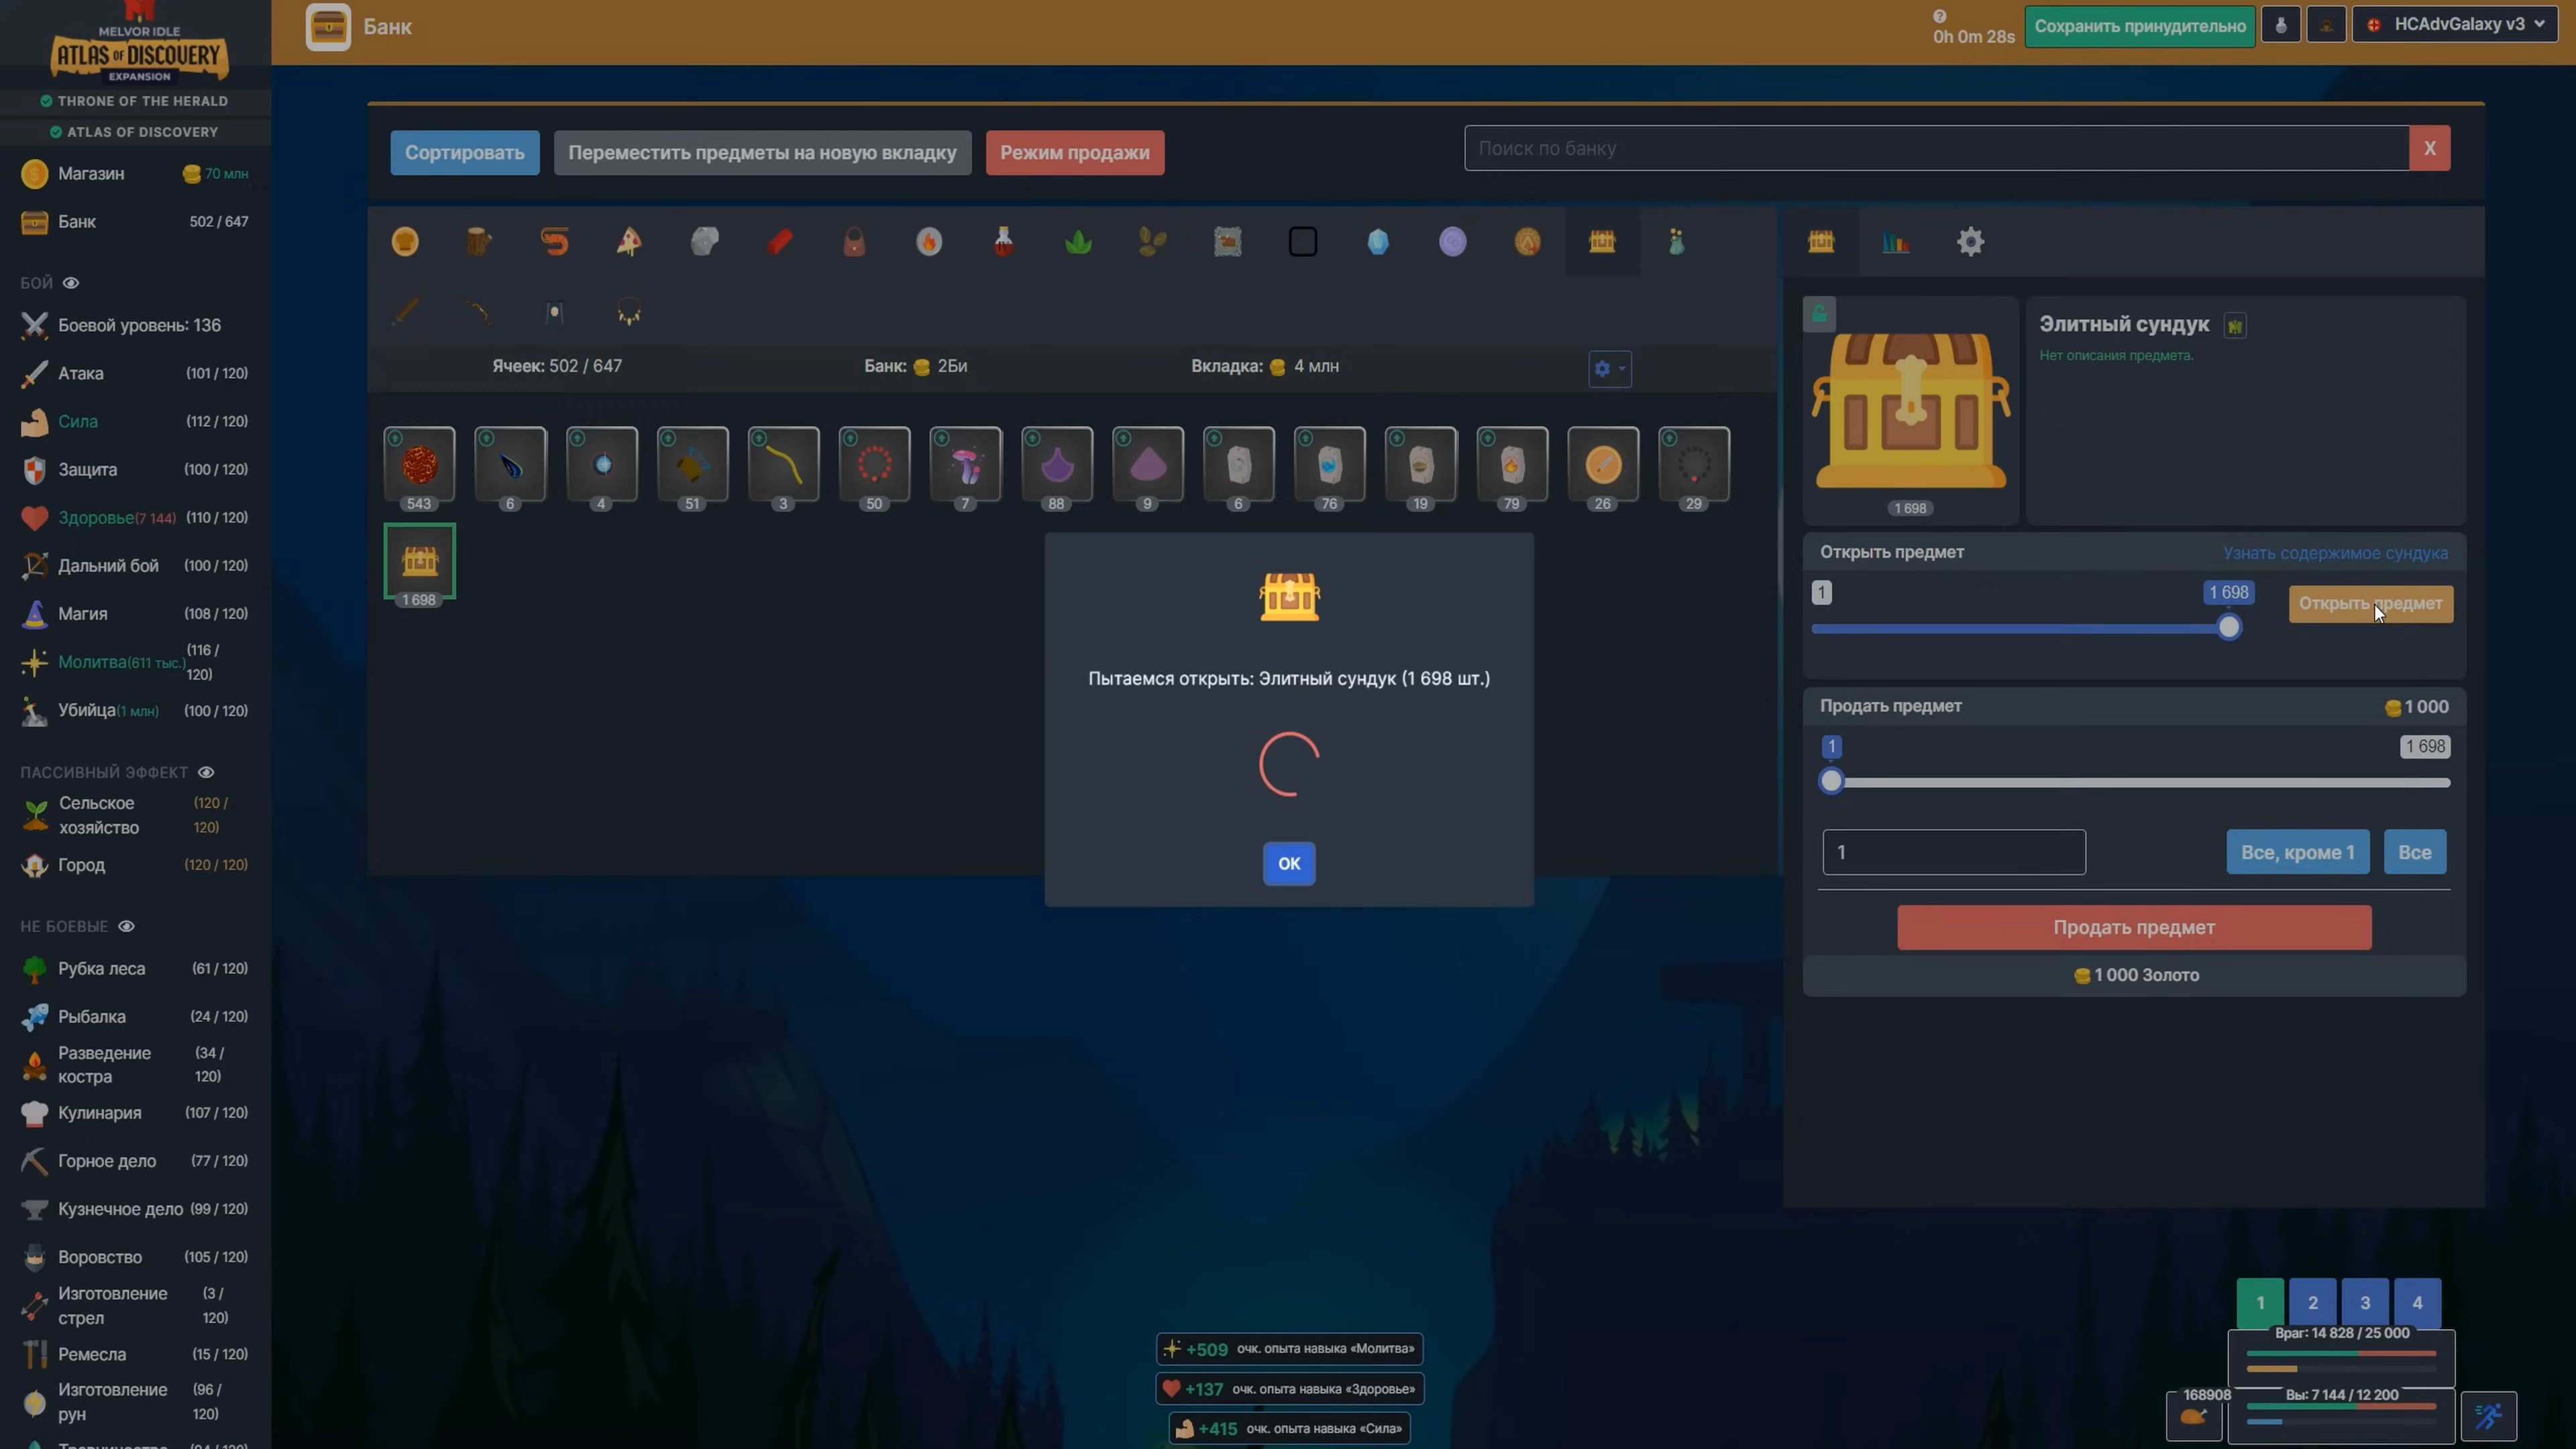 MELVOR IDLE
ATLAS OF DISCOVERY
EXPANSION
THRONE OF THE HERALD
ATLAS OF DISCOVERY
Магазин 70 млн
Банк 502 / 647
БОЙ
Боевой уровень: 136
Атака (101 / 120)
Сила (112 / 120)
Защита (100 / 120)
Здоровье(7 144) (110 / 120)
Дальний бой (100 / 120)
Магия (108 / 120)
Молитва(611 тыс.) (116 / 120)
Убийца(1 млн) (100 / 120)
ПАССИВНЫЙ ЭФФЕКТ
Сельское хозяйство (120 / 120)
Город (120 / 120)
НЕ БОЕВЫЕ
Рубка леса (61 / 120)
Рыбалка (24 / 120)
Разведение костра (34 / 120)
Кулинария (107 / 120)
Горное дело (77 / 120)
Кузнечное дело (99 / 120)
Воровство (105 / 120)
Изготовление стрел (3 / 120)
Ремесла (15 / 120)
Изготовление рун (96 / 120)
Банк
0h 0m 28s
Сохранить принудительно
HCAdvGalaxy v3
Сортировать
Переместить предметы на новую вкладку
Режим продажи
Поиск по банку
X
Ячеек: 502 / 647
Банк: 2Би
Вкладка: 4 млн
543 6 4 51 3 50 7 88 9 6 76 19 79 26 29
1 698
Пытаемся открыть: Элитный сундук (1 698 шт.)
OK
Элитный сундук
Нет описания предмета.
1 698
Открыть предмет
Узнать содержимое сундука
1
1 698
Открыть предмет
Продать предмет
1 000
1
1 698
1
Все, кроме 1
Все
Продать предмет
1 000 Золото
+509 очк. опыта навыка «Молитва»
+137 очк. опыта навыка «Здоровье»
+415 очк. опыта навыка «Сила»
1 2 3 4
Враг: 14 828 / 25 000
168908
Вы: 7 144 / 12 200